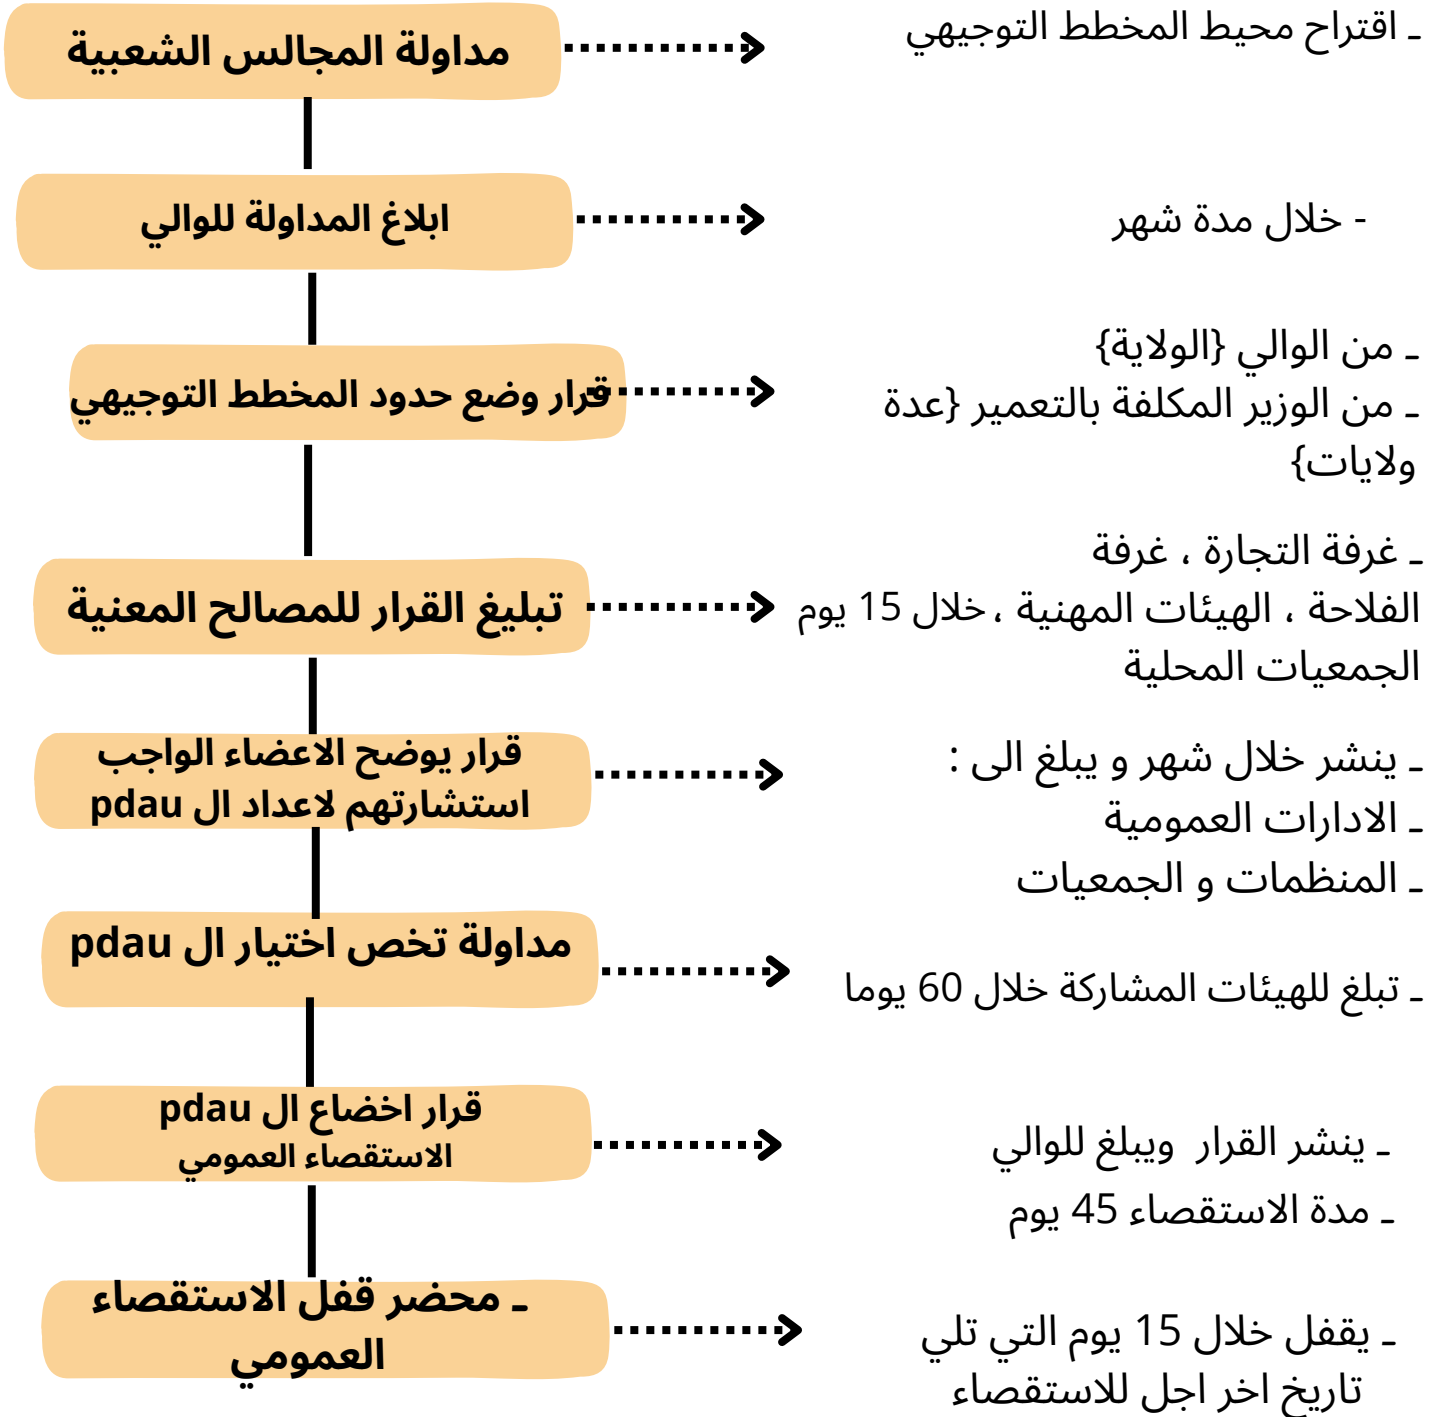 مداولة المجالس الشعبية
ـ اقتراح محيط المخطط التوجيهي
ابلاغ المداولة للوالي
- خلال مدة شهر
قرار وضع حدود المخطط التوجيهي
ـ من الوالي {الولاية}
ـ من الوزير المكلفة بالتعمير {عدة
ولايات}
تبليغ القرار للمصالح المعنية
ـ غرفة التجارة ، غرفة
الفلاحة ، الهيئات المهنية ، خلال 15 يوم
الجمعيات المحلية
قرار يوضح الاعضاء الواجب
استشارتهم لاعداد ال pdau
ـ ينشر خلال شهر و يبلغ الى :
ـ الادارات العمومية
ـ المنظمات و الجمعيات
مداولة تخص اختيار ال pdau
ـ تبلغ للهيئات المشاركة خلال 60 يوما
قرار اخضاع ال pdau
الاستقصاء العمومي
ـ ينشر القرار ويبلغ للوالي
ـ مدة الاستقصاء 45 يوم
ـ محضر قفل الاستقصاء
العمومي
ـ يقفل خلال 15 يوم التي تلي
تاريخ اخر اجل للاستقصاء